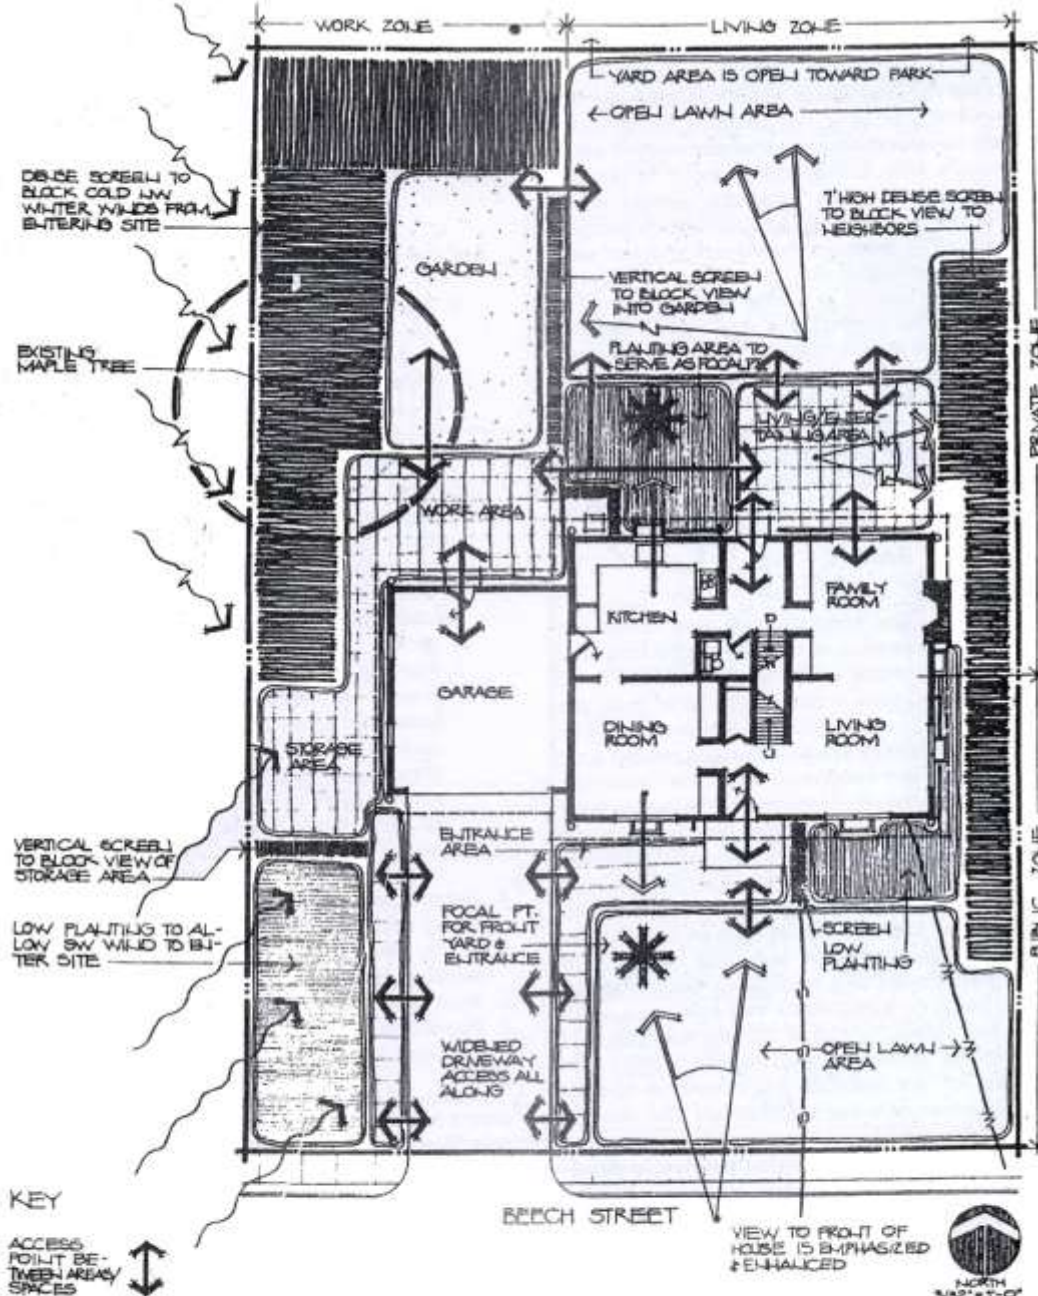 WORK ZONE
LIVING ZONE
YARD AREA IS OPEN TOWARD PARK
OPEN LAWN AREA
DENSE SCREEN TO
BLOCK COLD NW
WINTER WINDS FROM
ENTERING SITE
7' HIGH DENSE SCREEN
TO BLOCK VIEW TO
NEIGHBORS
GARDEN
VERTICAL SCREEN
TO BLOCK VIEW
INTO GARDEN
EXISTING
MAPLE TREE
PLANTING AREA TO
SERVE AS FOCAL PT.
PRIVATE ZONE
LIVING/ENTER-
TAINING AREA
WORK AREA
KITCHEN
FAMILY
ROOM
D
GARAGE
DINING
ROOM
LIVING
ROOM
U
STORAGE
AREA
ENTRANCE
AREA
VERTICAL SCREEN
TO BLOCK VIEW OF
STORAGE AREA
PUBLIC ZONE
FOCAL PT.
FOR FRONT
YARD &
ENTRANCE
LOW PLANTING TO AL-
LOW SW WIND TO EN-
TER SITE
SCREEN
LOW
PLANTING
WIDENED
DRIVEWAY
ACCESS ALL
ALONG
OPEN LAWN
AREA
KEY
BEECH STREET
ACCESS
POINT BE-
TWEEN AREAS/
SPACES
VIEW TO FRONT OF
HOUSE IS EMPHASIZED
& ENHANCED
NORTH